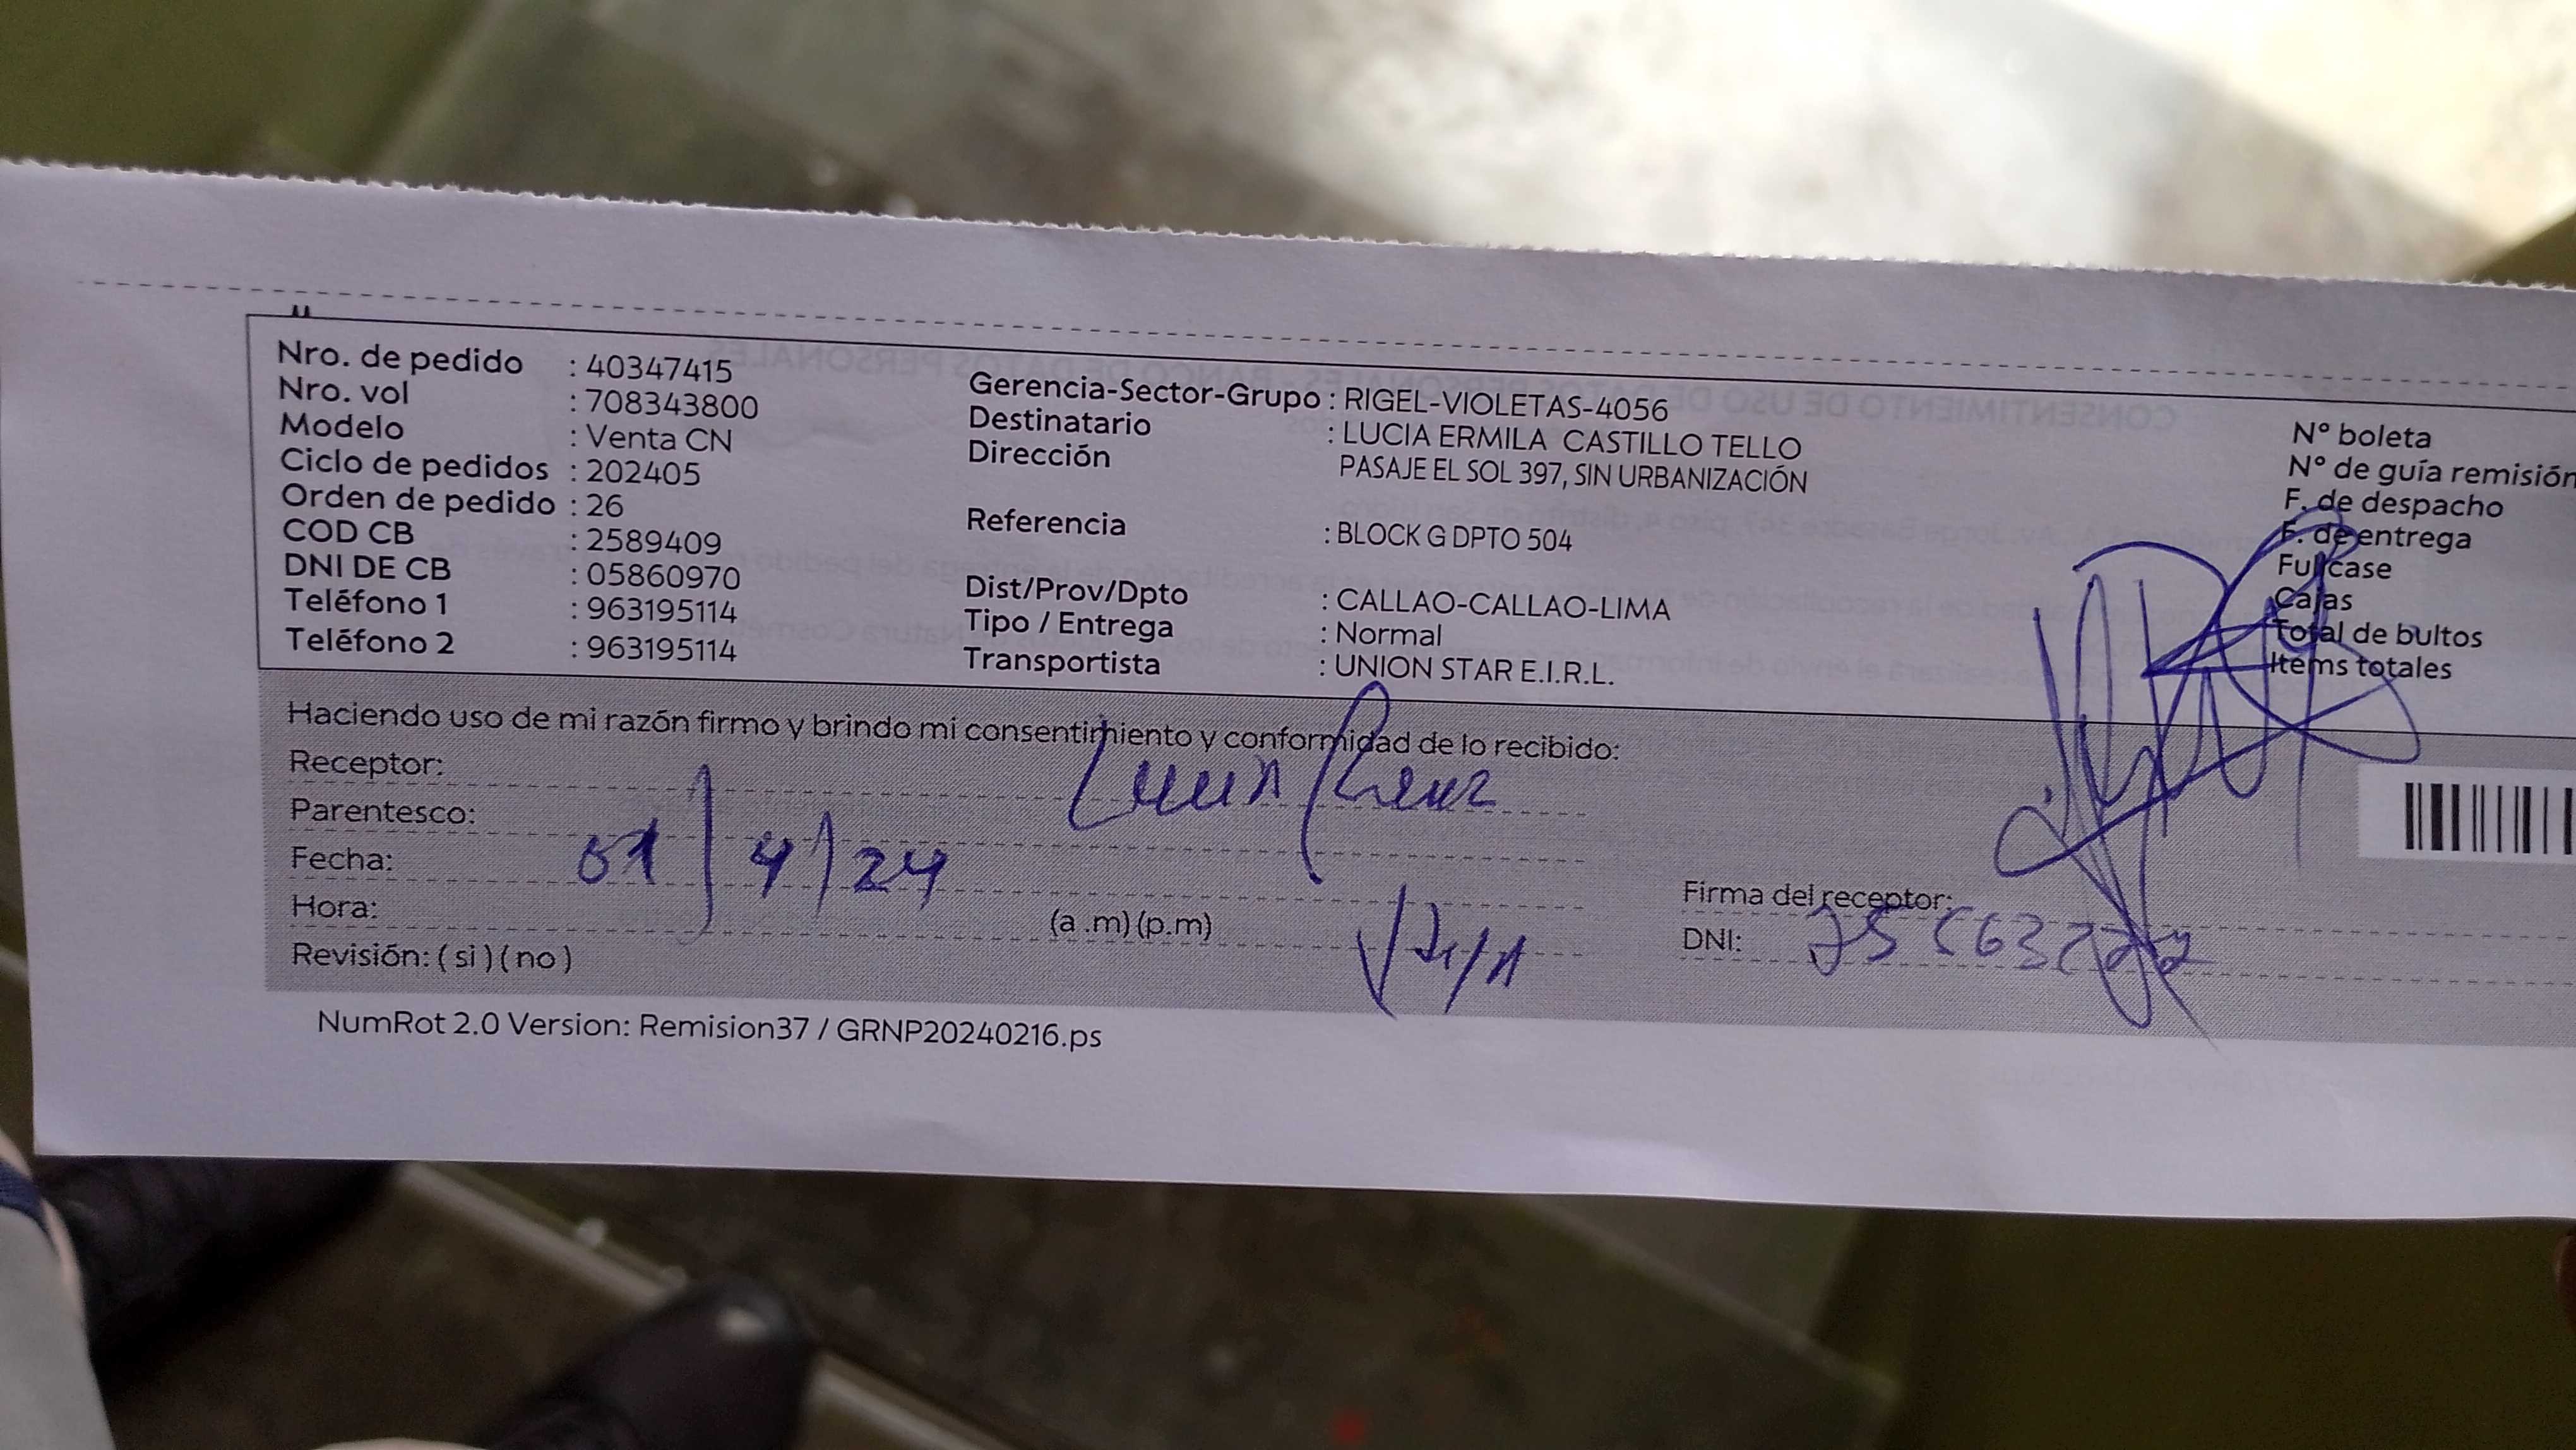 Nro. de pedido : 40347415
Nro. vol : 708343800
Modelo : Venta CN
Ciclo de pedidos : 202405
Orden de pedido : 26
COD CB : 2589409
DNI DE CB : 05860970
Teléfono 1 : 963195114
Teléfono 2 : 963195114
Gerencia-Sector-Grupo : RIGEL-VIOLETAS-4056
Destinatario : LUCIA ERMILA CASTILLO TELLO
Dirección PASAJE EL SOL 397, SIN URBANIZACIÓN
Referencia : BLOCK G DPTO 504
Dist/Prov/Dpto : CALLAO-CALLAO-LIMA
Tipo / Entrega : Normal
Transportista : UNION STAR E.I.R.L.
N° boleta
N° de guía remisión
F. de despacho
F. de entrega
Full case
Cajas
Total de bultos
Items totales
Haciendo uso de mi razón firmo y brindo mi consentimiento y conformidad de lo recibido:
Receptor:
Parentesco:
Fecha: 01/4/24
Hora: (a .m) (p.m)
Revisión: ( si ) ( no )
Firma del receptor:
DNI:
NumRot 2.0 Version: Remision37 / GRNP20240216.ps